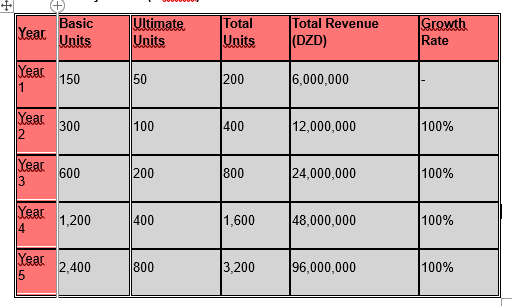 Year Basic Units Ultimate Units Total Units Total Revenue (DZD) Growth Rate
Year 1 150 50 200 6,000,000 -
Year 2 300 100 400 12,000,000 100%
Year 3 600 200 800 24,000,000 100%
Year 4 1,200 400 1,600 48,000,000 100%
Year 5 2,400 800 3,200 96,000,000 100%